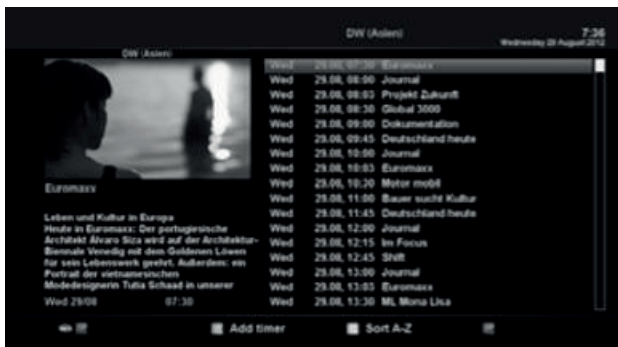 DW (Asien)
7:36
Wednesday 29 August 2012
DW (Asien)
Wed 29.08, 07:30 Euromaxx
Wed 29.08, 08:00 Journal
Wed 29.08, 08:03 Projekt Zukunft
Wed 29.08, 08:30 Global 3000
Wed 29.08, 09:00 Dokumentation
Wed 29.08, 09:45 Deutschland heute
Wed 29.08, 10:00 Journal
Wed 29.08, 10:03 Euromaxx
Wed 29.08, 10:30 Motor mobil
Wed 29.08, 11:00 Bauer sucht Kultur
Wed 29.08, 11:45 Deutschland heute
Wed 29.08, 12:00 Journal
Wed 29.08, 12:15 Im Focus
Wed 29.08, 12:45 Shift
Wed 29.08, 13:00 Journal
Wed 29.08, 13:03 Euromaxx
Wed 29.08, 13:30 ML Mona Lisa
Euromaxx
Leben und Kultur in Europa
Heute in Euromaxx: Der portugiesische
Architekt Álvaro Siza wird auf der Architektur-
Biennale Venedig mit dem Goldenen Löwen
für sein Lebenswerk geehrt. Außerdem: ein
Portrait der vietnamesischen
Modedesignerin Tutia Schaad in unserer
Wed 29/08 07:30
Add timer
Sort A-Z